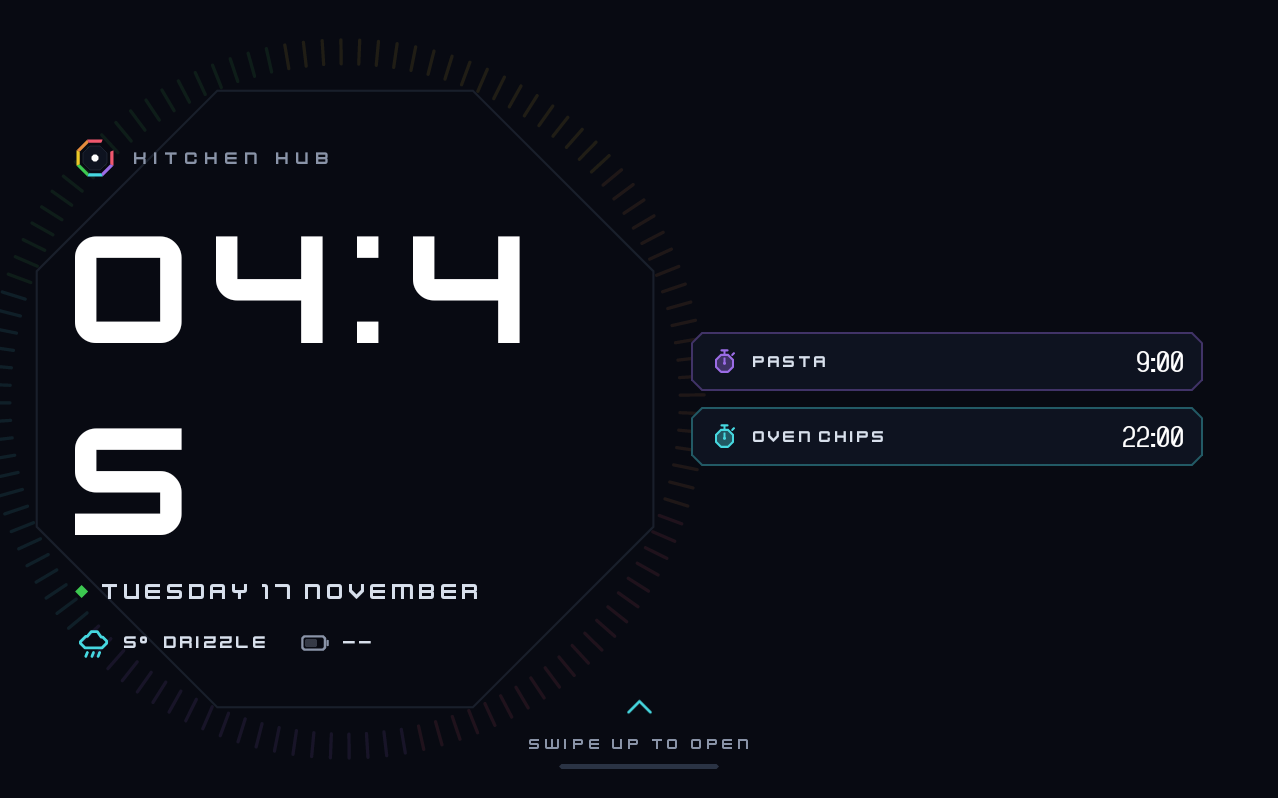 KITCHEN HUB
04:4
5
TUESDAY 17 NOVEMBER
5° DRIZZLE --
PASTA 9:00
OVEN CHIPS 22:00
SWIPE UP TO OPEN